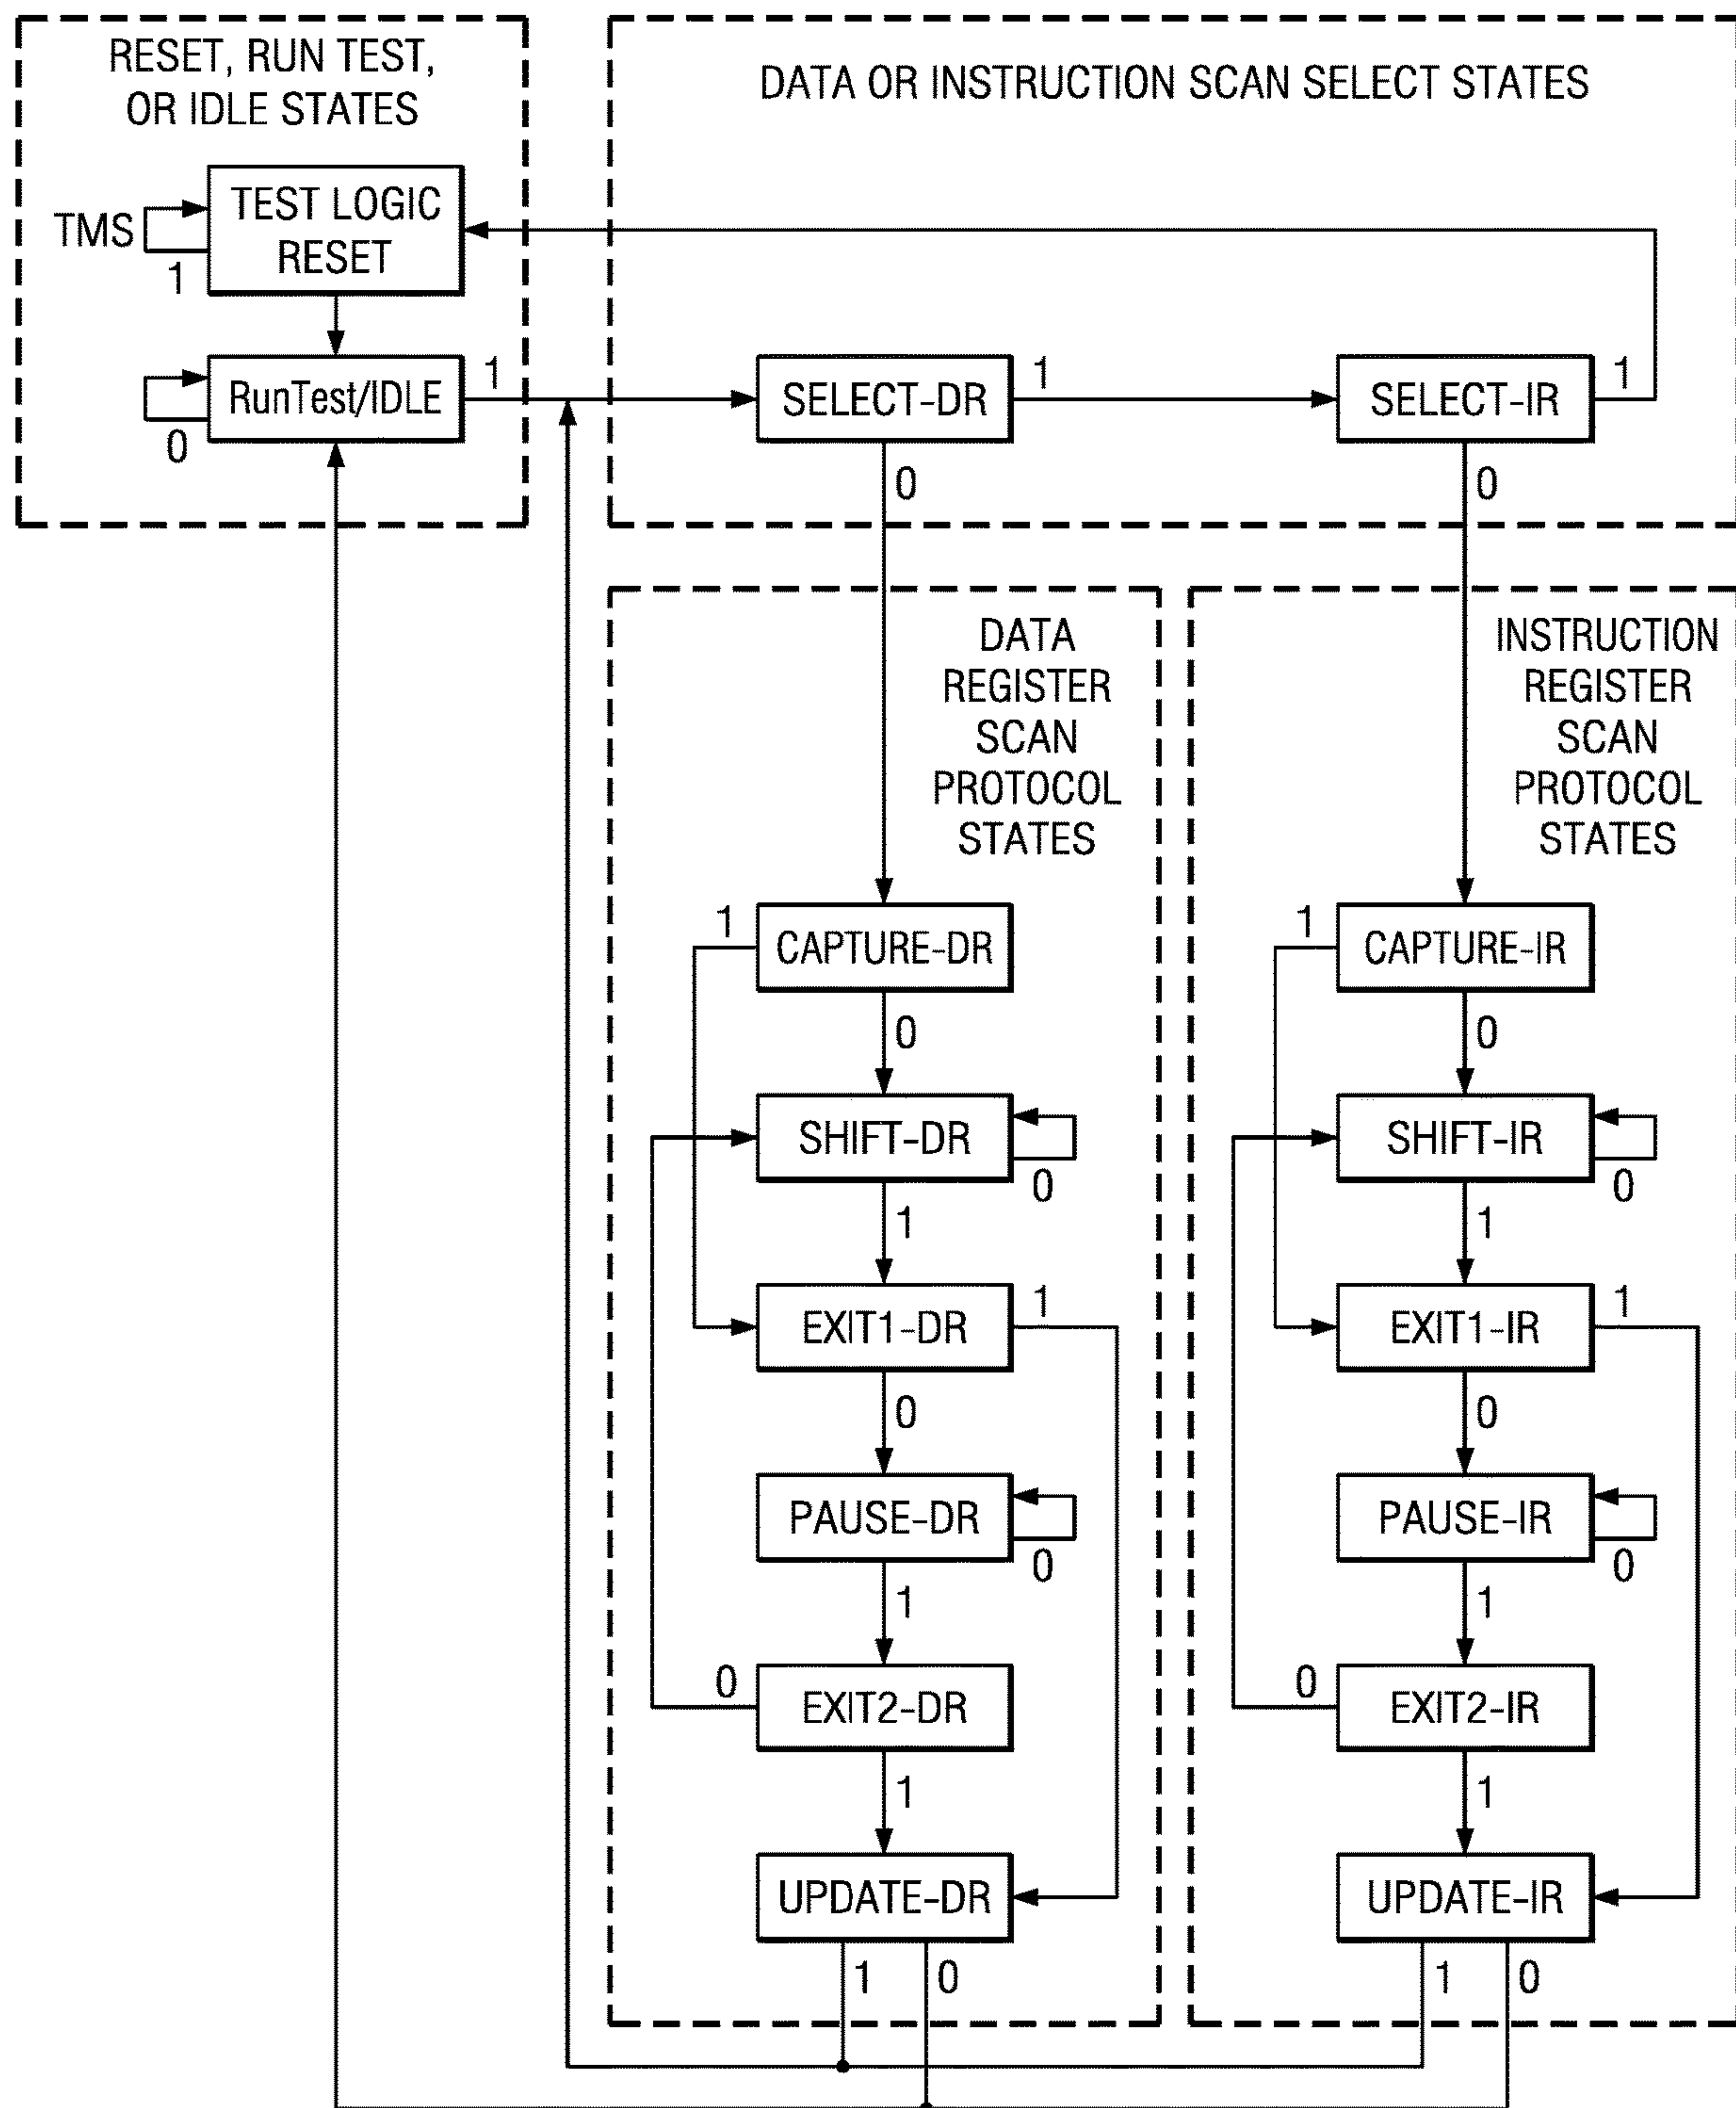 RESET, RUN TEST,
OR IDLE STATES
DATA OR INSTRUCTION SCAN SELECT STATES
TMS
1
TEST LOGIC
RESET
RunTest/IDLE
0
1
SELECT-DR
1
0
SELECT-IR
1
0
DATA
REGISTER
SCAN
PROTOCOL
STATES
1
CAPTURE-DR
0
SHIFT-DR
0
1
EXIT1-DR
1
0
PAUSE-DR
0
1
0
EXIT2-DR
1
UPDATE-DR
1
0
INSTRUCTION
REGISTER
SCAN
PROTOCOL
STATES
1
CAPTURE-IR
0
SHIFT-IR
0
1
EXIT1-IR
1
0
PAUSE-IR
0
1
0
EXIT2-IR
1
UPDATE-IR
1
0